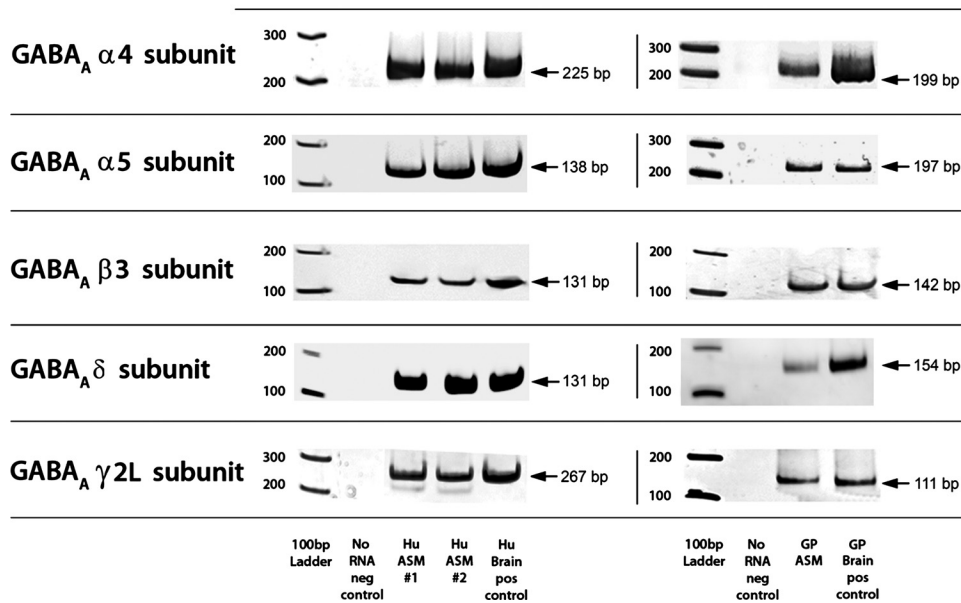 GABAA α4 subunit
300
200
225 bp
300
200
199 bp
GABAA α5 subunit
200
100
138 bp
300
200
197 bp
GABAA β3 subunit
200
100
131 bp
200
100
142 bp
GABAA δ subunit
200
100
131 bp
200
100
154 bp
GABAA γ2L subunit
300
200
267 bp
200
100
111 bp
100bp
Ladder
No
RNA
neg
control
Hu
ASM
#1
Hu
ASM
#2
Hu
Brain
pos
control
100bp
Ladder
No
RNA
neg
control
GP
ASM
GP
Brain
pos
control